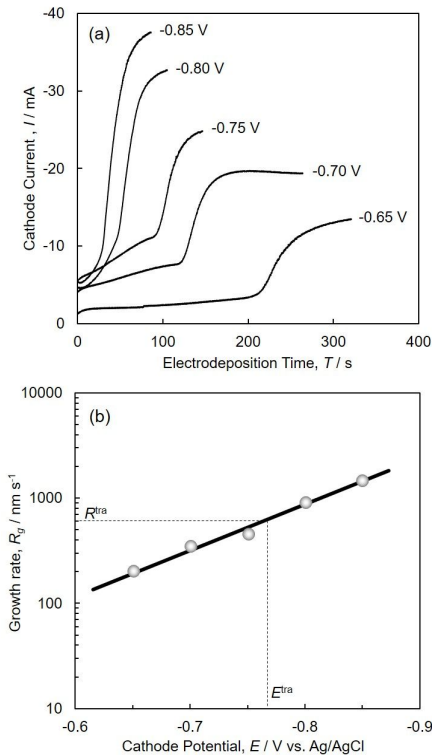 (a)
Cathode Current , I / mA
-40
-30
-20
-10
0
-0.85 V
-0.80 V
-0.75 V
-0.70 V
-0.65 V
0
100
200
300
400
Electrodeposition Time, T / s
(b)
Growth rate, Rg / nm s-1
10000
1000
100
10
Rtra
Etra
-0.6
-0.7
-0.8
-0.9
Cathode Potential, E / V vs. Ag/AgCl